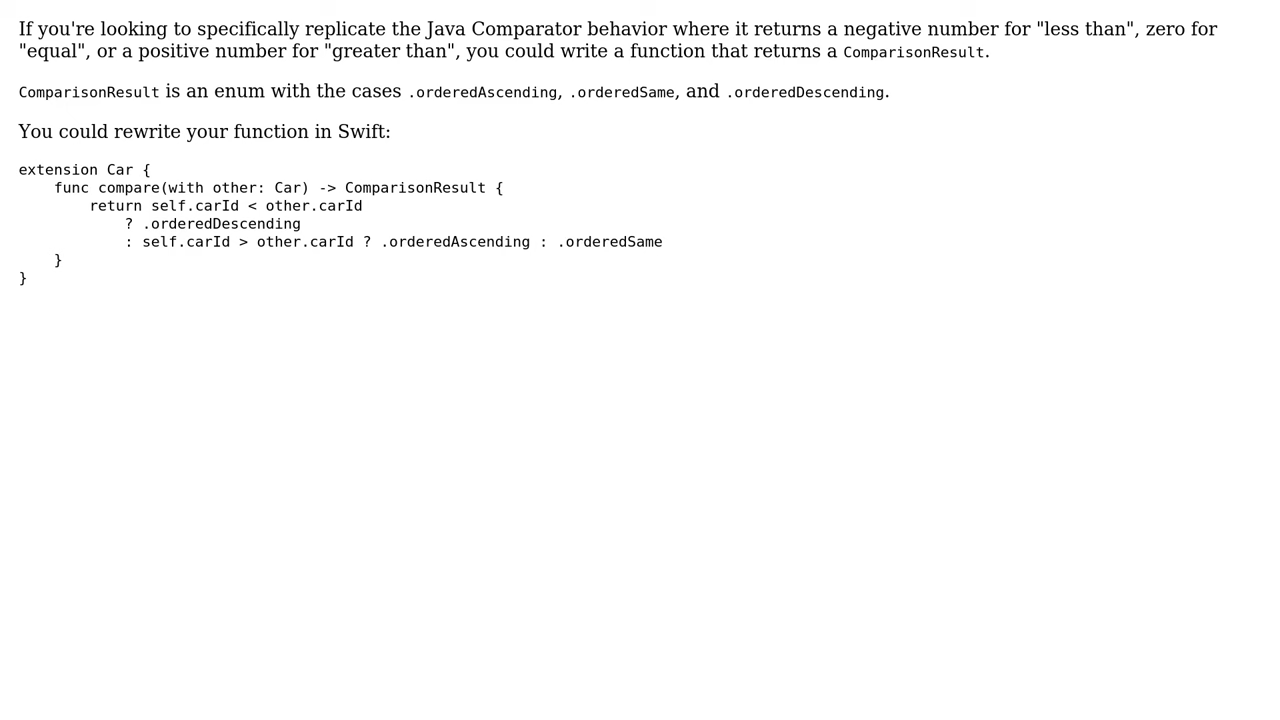 If you're looking to specifically replicate the Java Comparator behavior where it returns a negative number for "less than", zero for
"equal", or a positive number for "greater than", you could write a function that returns a ComparisonResult.
ComparisonResult is an enum with the cases .orderedAscending, .orderedSame, and .orderedDescending.
You could rewrite your function in Swift:
extension Car {
    func compare(with other: Car) -> ComparisonResult {
        return self.carId < other.carId
            ? .orderedDescending
            : self.carId > other.carId ? .orderedAscending : .orderedSame
    }
}